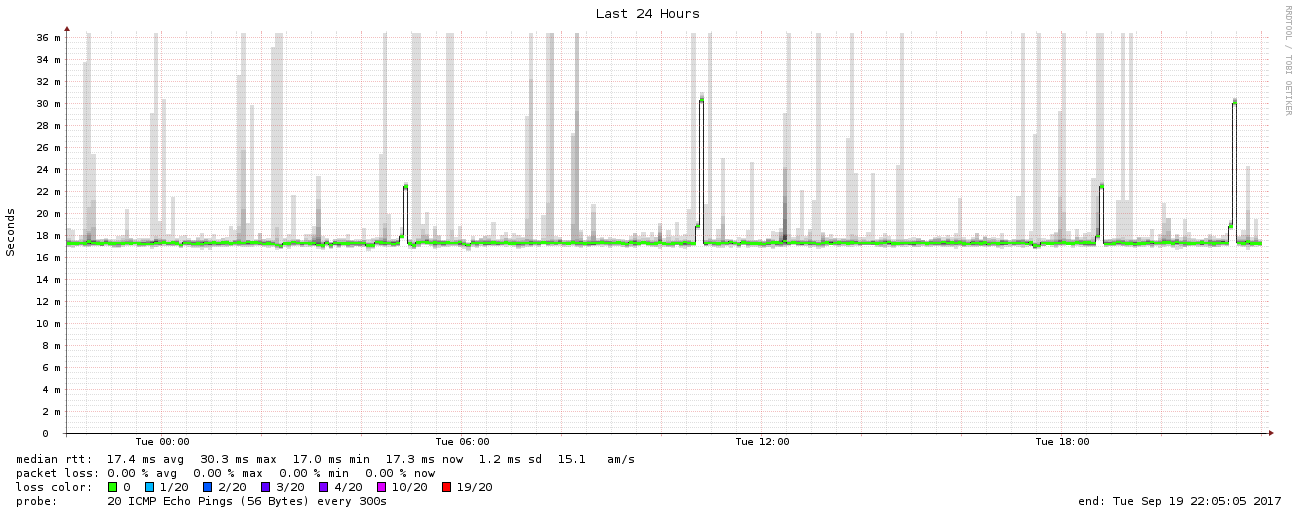 Last 24 Hours
RRDTOOL / TOBI OETIKER
Seconds
36 m
34 m
32 m
30 m
28 m
26 m
24 m
22 m
20 m
18 m
16 m
14 m
12 m
10 m
8 m
6 m
4 m
2 m
0
Tue 00:00 Tue 06:00 Tue 12:00 Tue 18:00
median rtt: 17.4 ms avg 30.3 ms max 17.0 ms min 17.3 ms now 1.2 ms sd 15.1 am/s
packet loss: 0.00 % avg 0.00 % max 0.00 % min 0.00 % now
loss color: 0 1/20 2/20 3/20 4/20 10/20 19/20
probe: 20 ICMP Echo Pings (56 Bytes) every 300s end: Tue Sep 19 22:05:05 2017